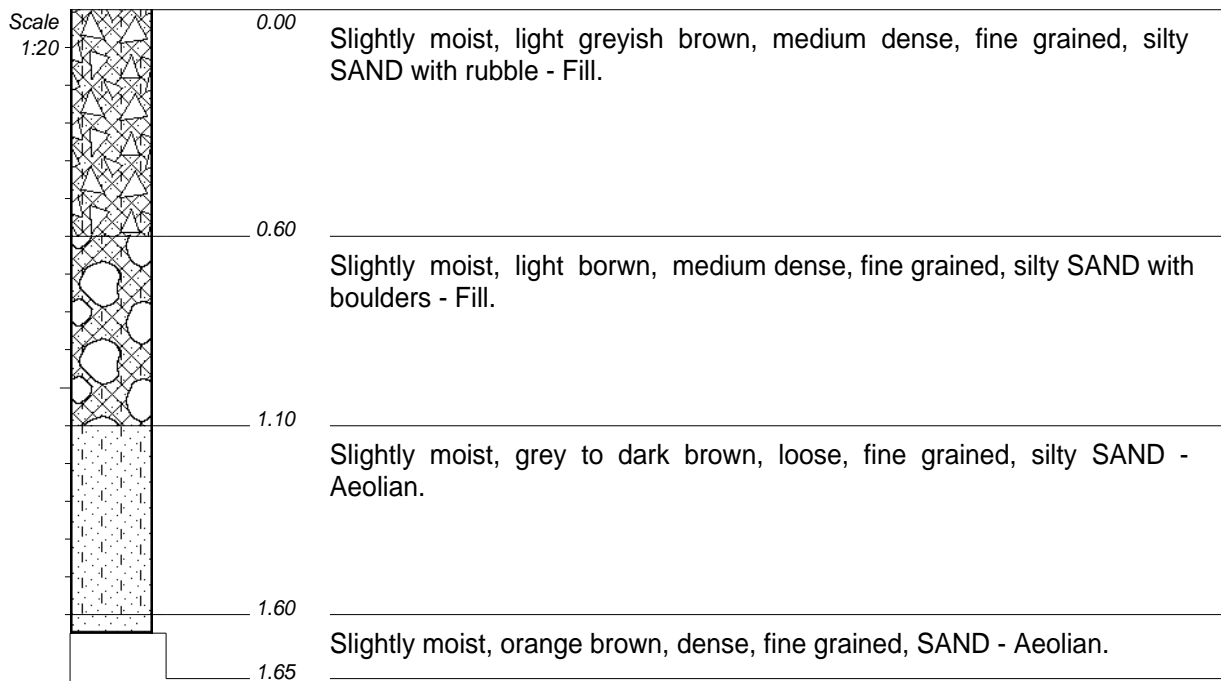 Scale
1:20
0.00
Slightly moist, light greyish brown, medium dense, fine grained, silty
SAND with rubble - Fill.
0.60
Slightly moist, light borwn, medium dense, fine grained, silty SAND with
boulders - Fill.
1.10
Slightly moist, grey to dark brown, loose, fine grained, silty SAND -
Aeolian.
1.60
Slightly moist, orange brown, dense, fine grained, SAND - Aeolian.
1.65